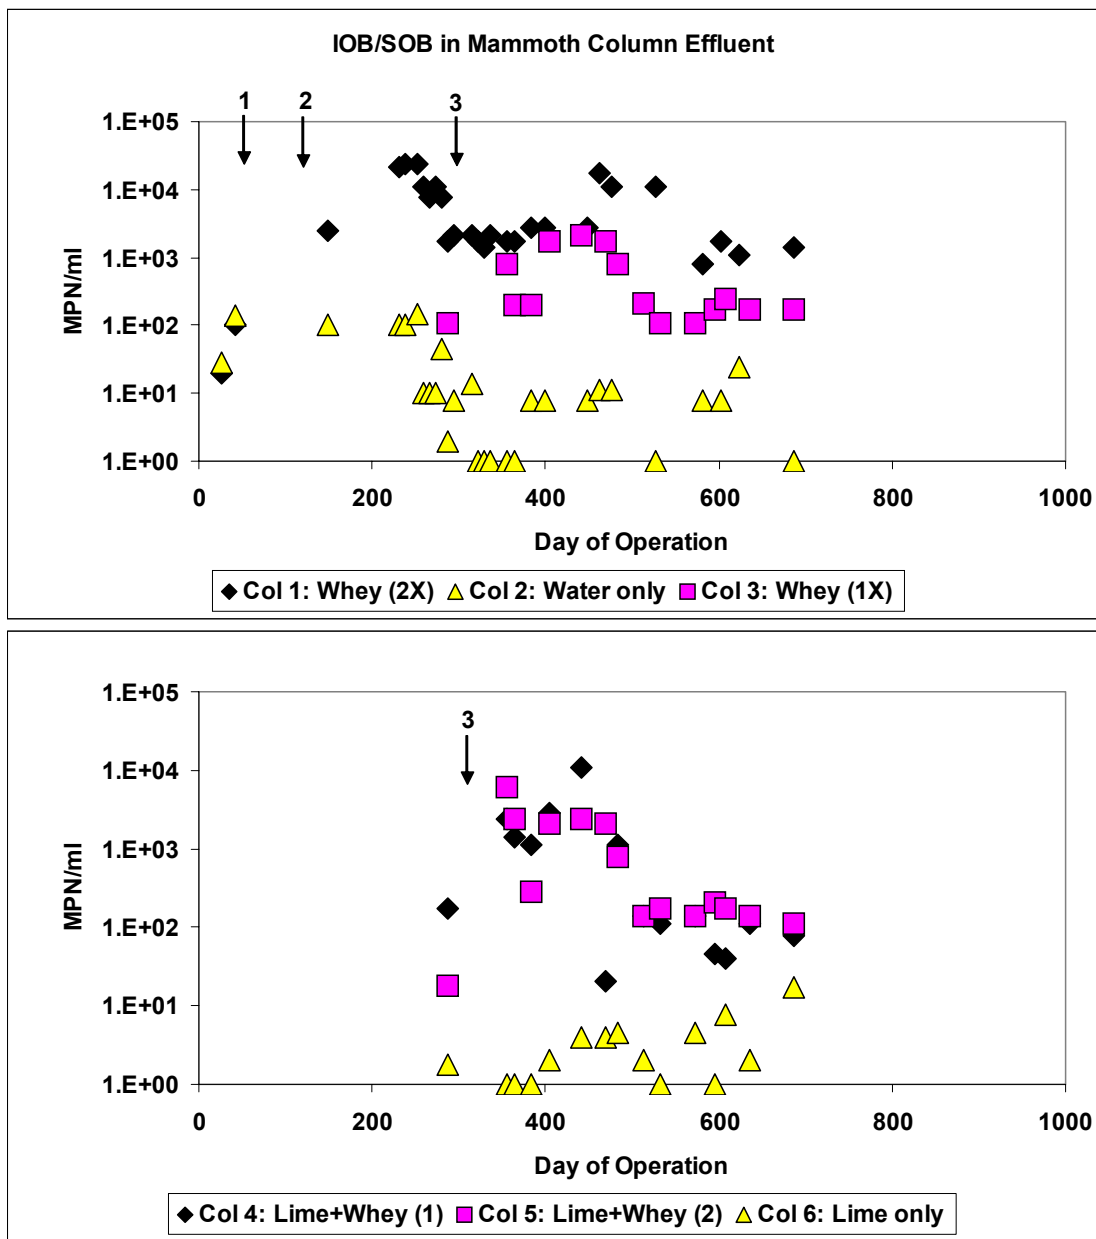 IOB/SOB in Mammoth Column Effluent
1 2 3
1.E+05
1.E+04
1.E+03
1.E+02
1.E+01
1.E+00
MPN/ml
0 200 400 600 800 1000
Day of Operation
Col 1: Whey (2X) Col 2: Water only Col 3: Whey (1X)
1.E+05
3
1.E+04
1.E+03
1.E+02
1.E+01
1.E+00
MPN/ml
0 200 400 600 800 1000
Day of Operation
Col 4: Lime+Whey (1) Col 5: Lime+Whey (2) Col 6: Lime only